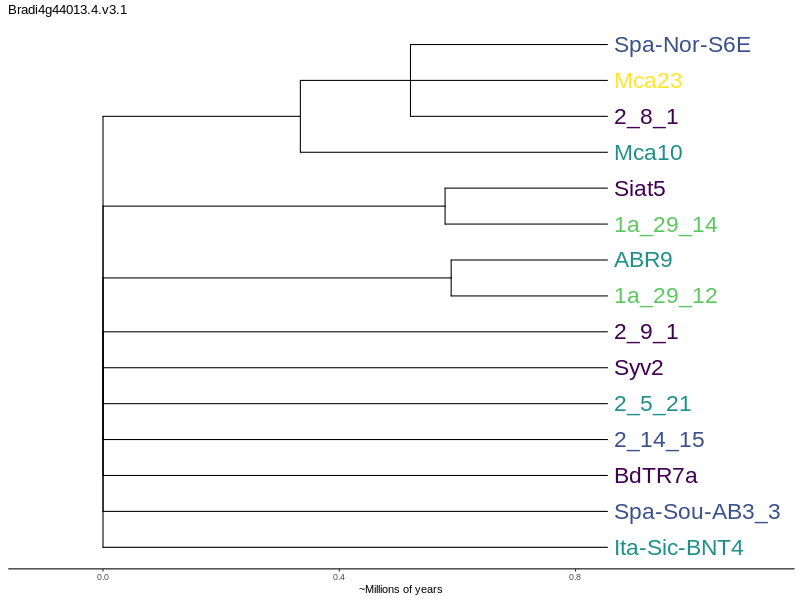 Bradi4g44013.4.v3.1
Spa-Nor-S6E
Mca23
2_8_1
Mca10
Siat5
1a_29_14
ABR9
1a_29_12
2_9_1
Syv2
2_5_21
2_14_15
BdTR7a
Spa-Sou-AB3_3
Ita-Sic-BNT4
0.0 0.4 0.8
~Millions of years